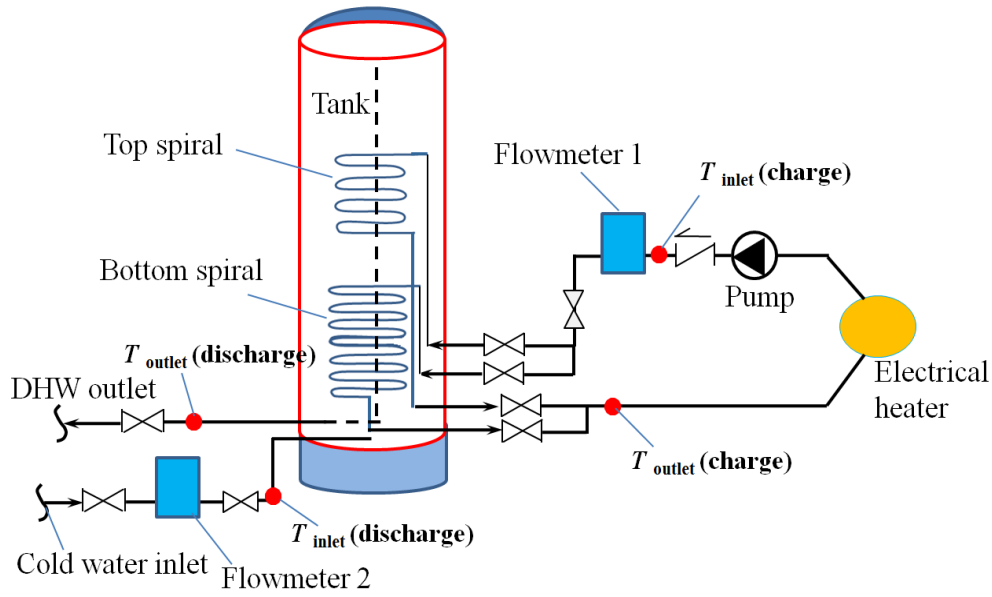 Tank
Top spiral
Flowmeter 1
T inlet (charge)
Bottom spiral
Pump
T outlet (discharge)
DHW outlet
Electrical
heater
T outlet (charge)
T inlet (discharge)
Cold water inlet
Flowmeter 2